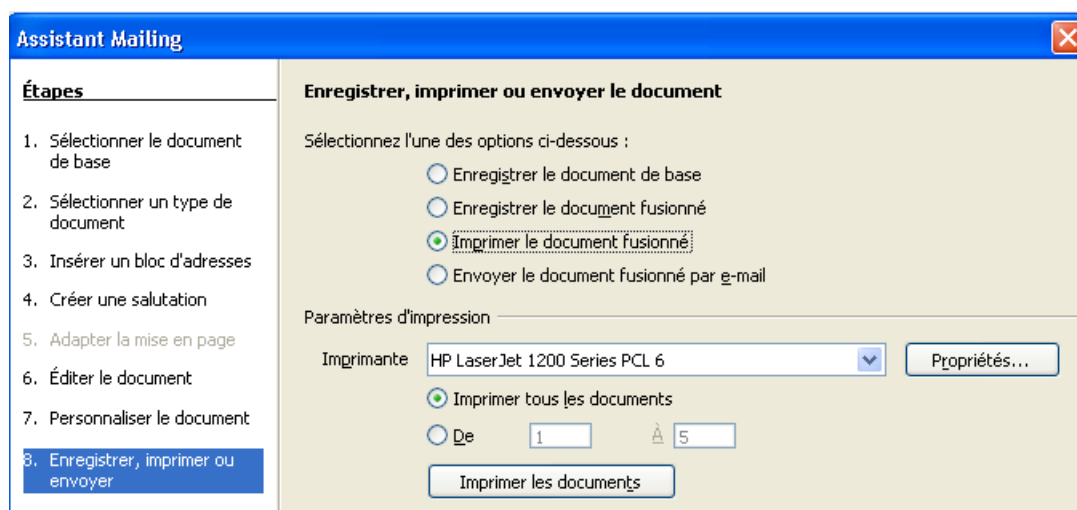 Assistant Mailing
Étapes
1. Sélectionner le document
de base
2. Sélectionner un type de
document
3. Insérer un bloc d'adresses
4. Créer une salutation
5. Adapter la mise en page
6. Éditer le document
7. Personnaliser le document
8. Enregistrer, imprimer ou
envoyer
Enregistrer, imprimer ou envoyer le document
Sélectionnez l'une des options ci-dessous :
Enregistrer le document de base
Enregistrer le document fusionné
Imprimer le document fusionné
Envoyer le document fusionné par e-mail
Paramètres d'impression
Imprimante HP LaserJet 1200 Series PCL 6 Propriétés...
Imprimer tous les documents
De 1 À 5
Imprimer les documents